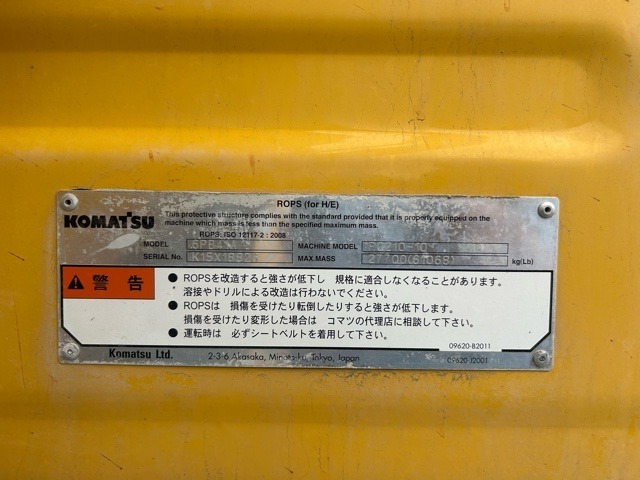 ROPS (for H/E)
KOMATSU
This protective structure complies with the standard provided that it is properly equipped on the
machine which mass is less than the specified maximum mass.
ROPS: ISO 12117-2 : 2008
MODEL MACHINE MODEL
SERIAL No. MAX.MASS kg(Lb)
警告
● ROPSを改造すると強さが低下し 規格に適合しなくなることがあります。
溶接やドリルによる改造は行わないでください。
● ROPSは 損傷を受けたり転倒したりすると強さが低下します。
損傷を受けたり変形した場合は コマツの代理店に相談して下さい。
● 運転時は 必ずシートベルトを着用して下さい。
09620-B2011
Komatsu Ltd. 2-3-6 Akasaka, Minato-ku, Tokyo, Japan 09620-J2001